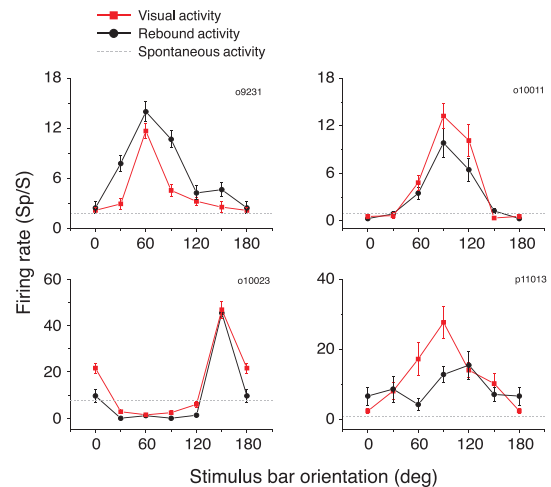 Visual activity
Rebound activity
Spontaneous activity
o9231
18
12
6
0
0 60 120 180
o10011
18
12
6
0
0 60 120 180
o10023
60
40
20
0
0 60 120 180
p11013
40
20
0
0 60 120 180
Firing rate (Sp/S)
Stimulus bar orientation (deg)